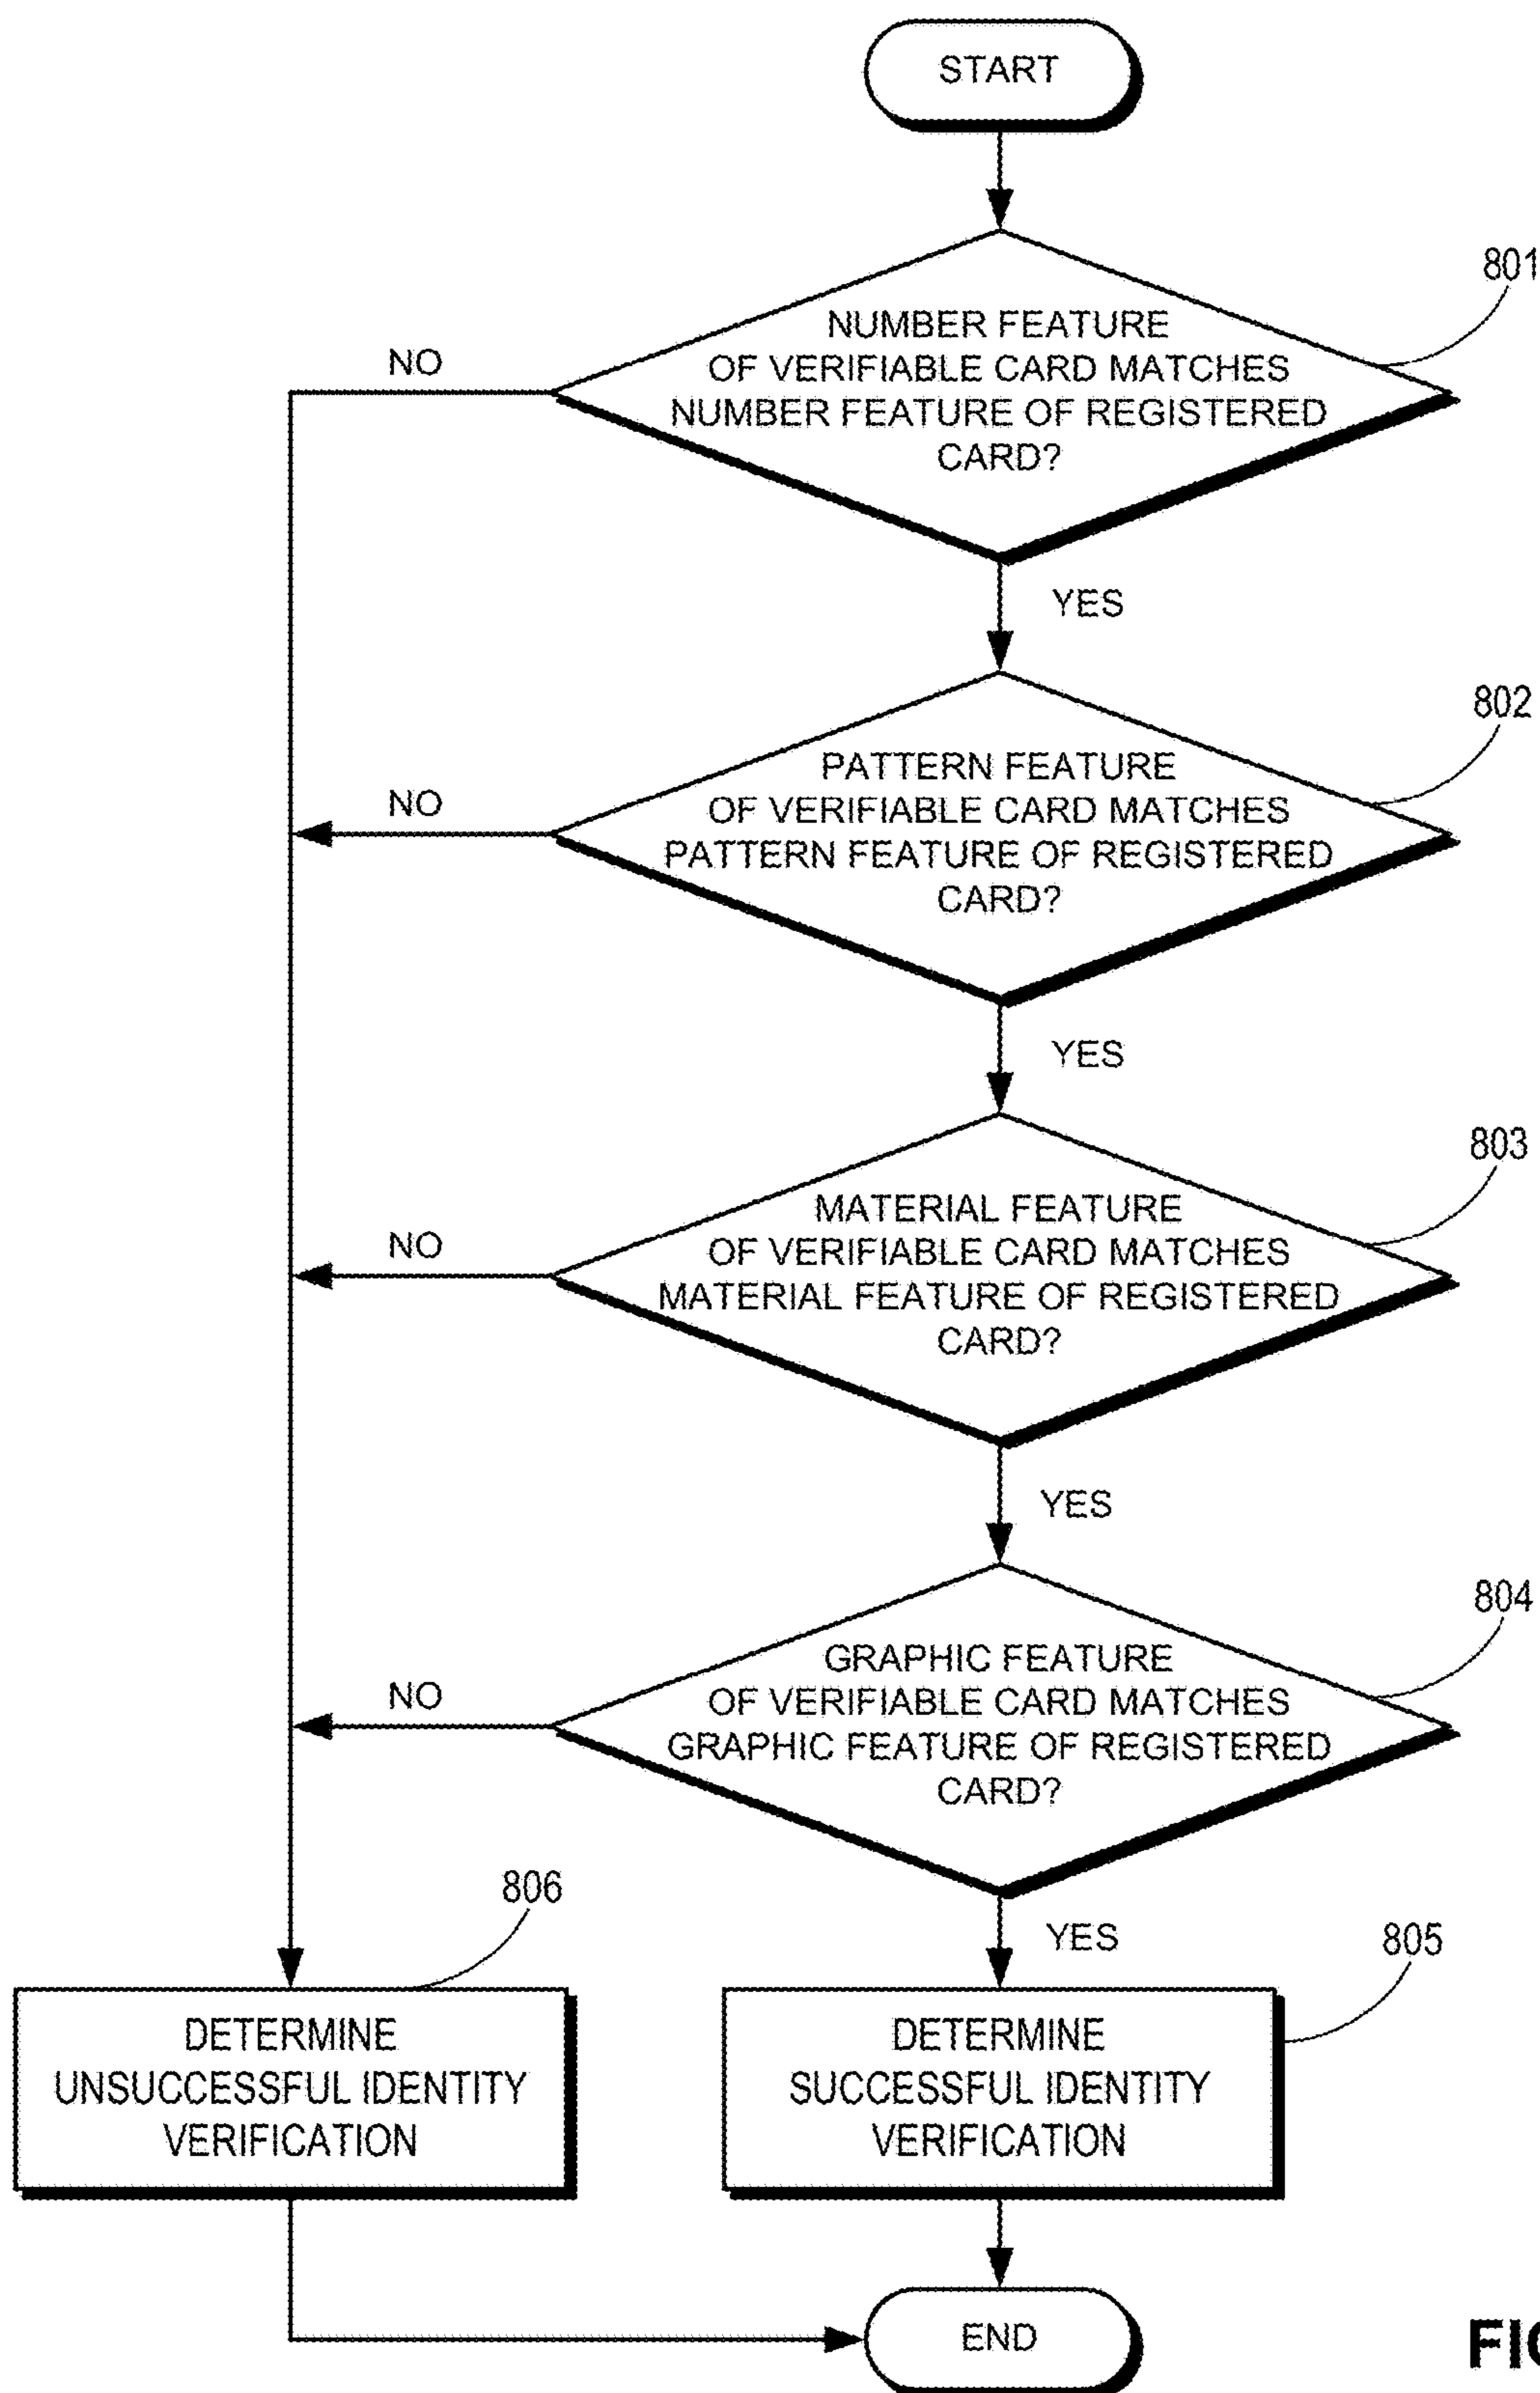 START
801
NUMBER FEATURE
OF VERIFIABLE CARD MATCHES
NUMBER FEATURE OF REGISTERED
CARD?
NO
YES
802
PATTERN FEATURE
OF VERIFIABLE CARD MATCHES
PATTERN FEATURE OF REGISTERED
CARD?
NO
YES
803
MATERIAL FEATURE
OF VERIFIABLE CARD MATCHES
MATERIAL FEATURE OF REGISTERED
CARD?
NO
YES
804
GRAPHIC FEATURE
OF VERIFIABLE CARD MATCHES
GRAPHIC FEATURE OF REGISTERED
CARD?
NO
YES
806
DETERMINE
UNSUCCESSFUL IDENTITY
VERIFICATION
805
DETERMINE
SUCCESSFUL IDENTITY
VERIFICATION
END